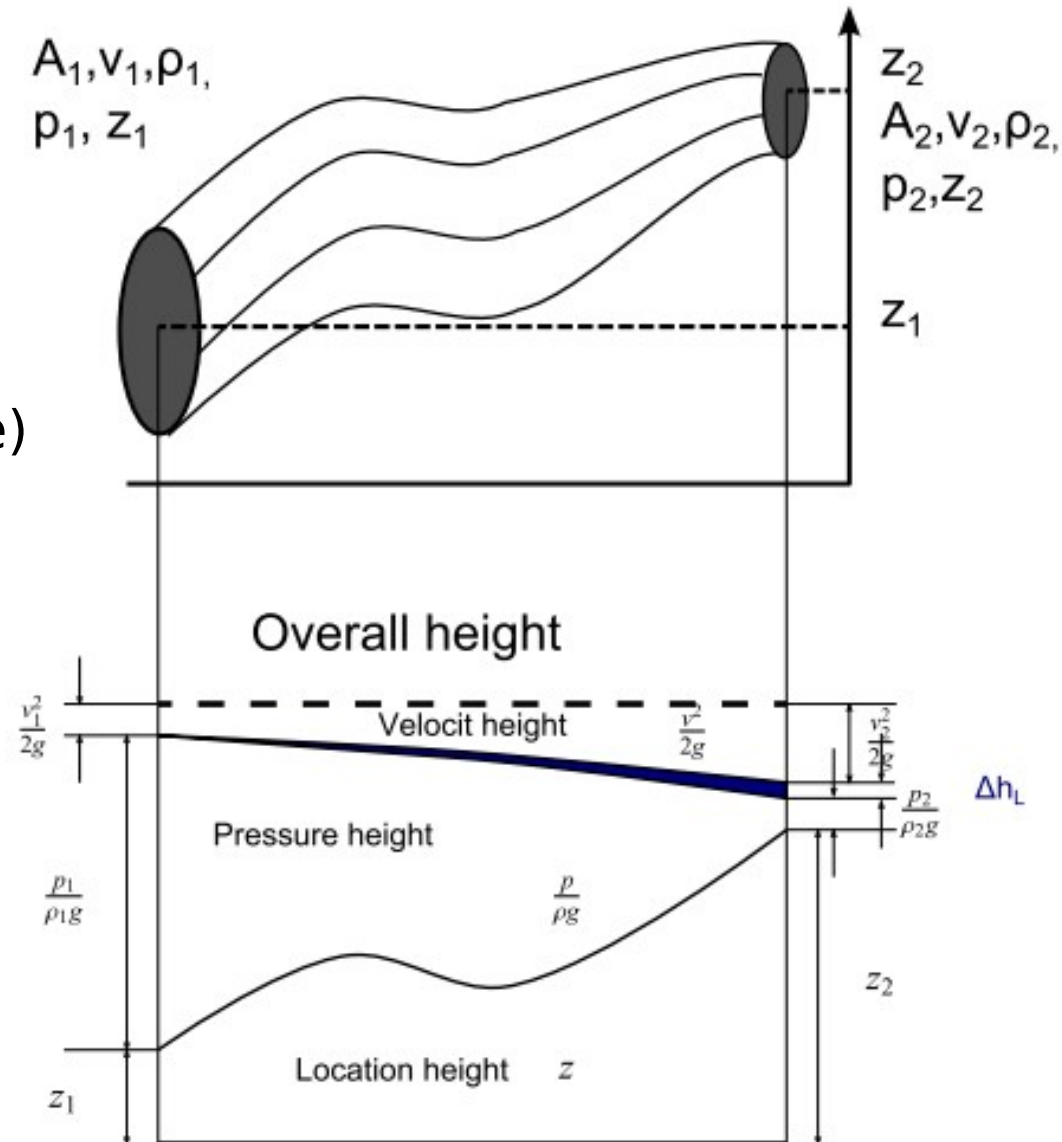 A₁,v₁,ρ₁,
p₁, z₁
z₂
A₂,v₂,ρ₂,
p₂,z₂
z₁
e)
Overall height
v₁²/2g
Velocit height
v²/2g
v₂²/2g
Δh_L
p₂/ρ₂g
Pressure height
p₁/ρ₁g
p/ρg
z₂
Location height z
z₁